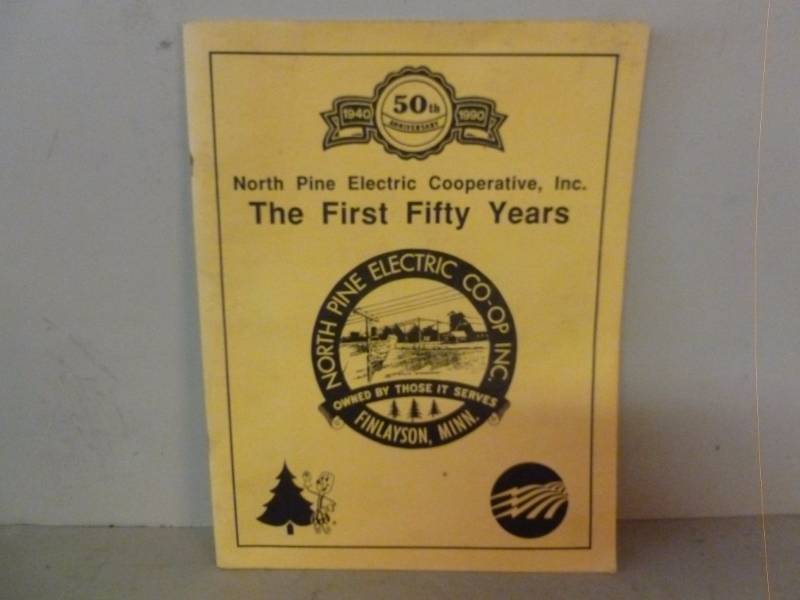 50th
ANNIVERSARY
1940 1990
North Pine Electric Cooperative, Inc.
The First Fifty Years
NORTH PINE ELECTRIC CO-OP INC.
OWNED BY THOSE IT SERVES
FINLAYSON, MINN.